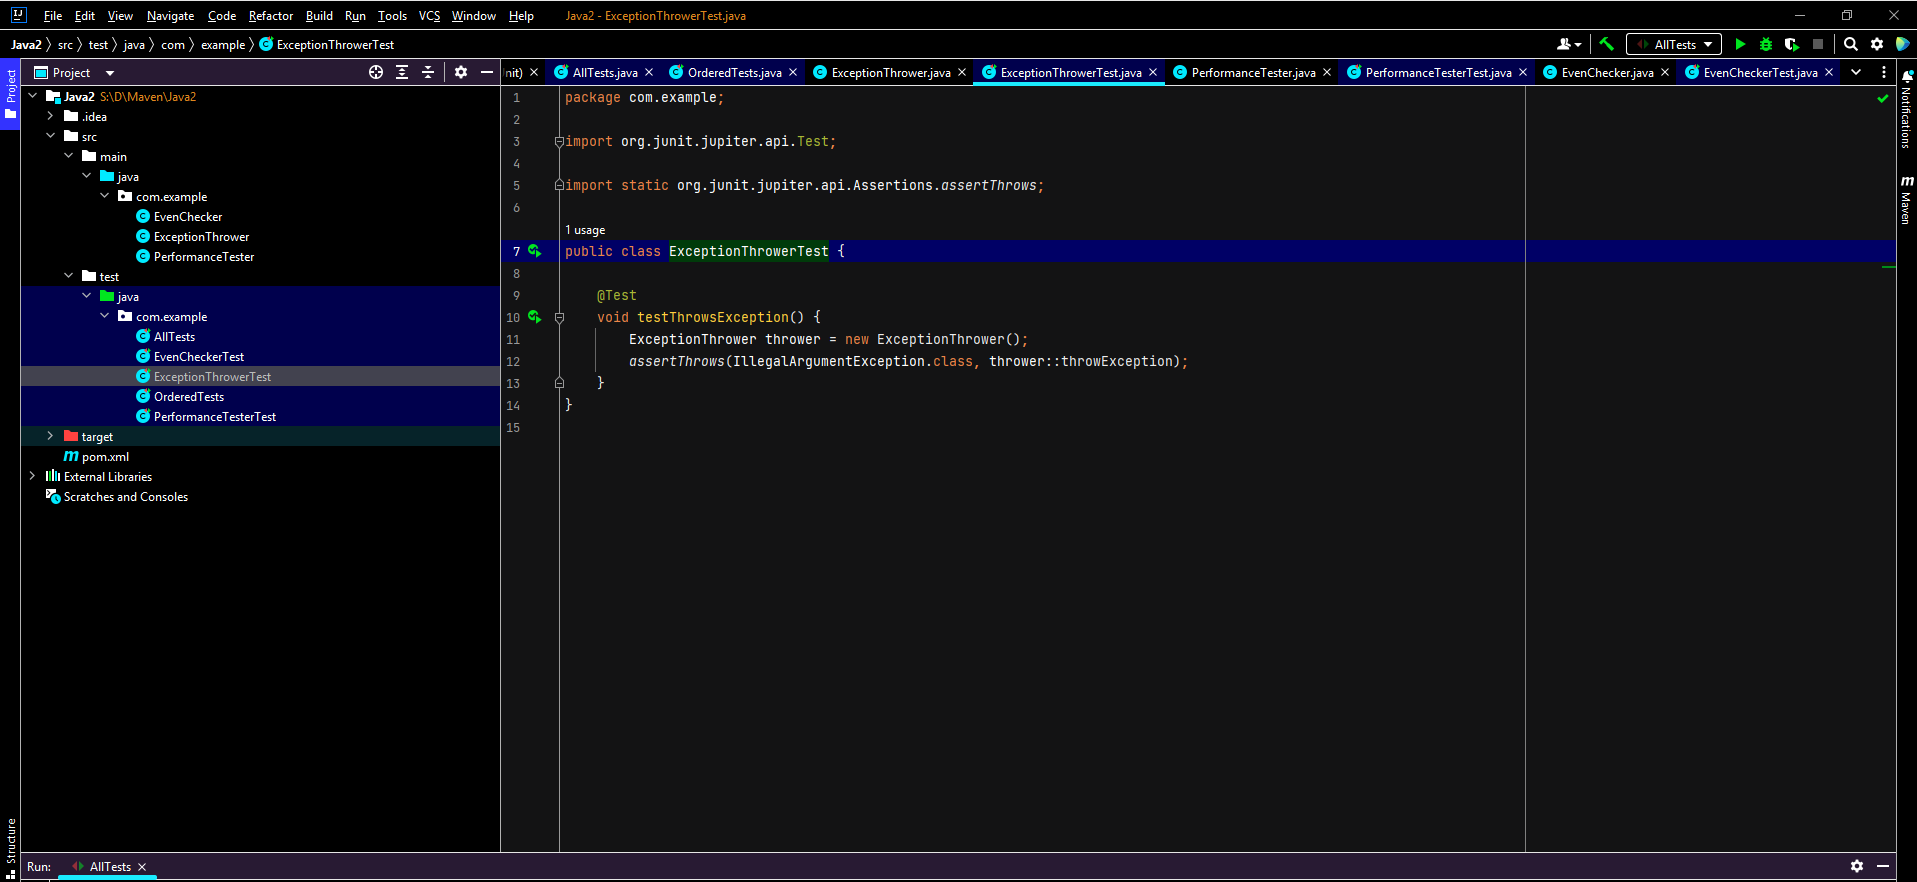 IJ File Edit View Navigate Code Refactor Build Run Tools VCS Window Help Java2 - ExceptionThrowerTest.java
Java2 src test java com example ExceptionThrowerTest AllTests
Project
Project
nit) AllTests.java OrderedTests.java ExceptionThrower.java ExceptionThrowerTest.java PerformanceTester.java PerformanceTesterTest.java EvenChecker.java EvenCheckerTest.java
Java2 S:\D\Maven\Java2
.idea
src
main
java
com.example
EvenChecker
ExceptionThrower
PerformanceTester
test
java
com.example
AllTests
EvenCheckerTest
ExceptionThrowerTest
OrderedTests
PerformanceTesterTest
target
pom.xml
External Libraries
Scratches and Consoles
1 package com.example;
2
3 import org.junit.jupiter.api.Test;
4
5 import static org.junit.jupiter.api.Assertions.assertThrows;
6
1 usage
7 public class ExceptionThrowerTest {
8
9 @Test
10 void testThrowsException() {
11 ExceptionThrower thrower = new ExceptionThrower();
12 assertThrows(IllegalArgumentException.class, thrower::throwException);
13 }
14 }
15
Notifications
Maven
Structure
Run: AllTests